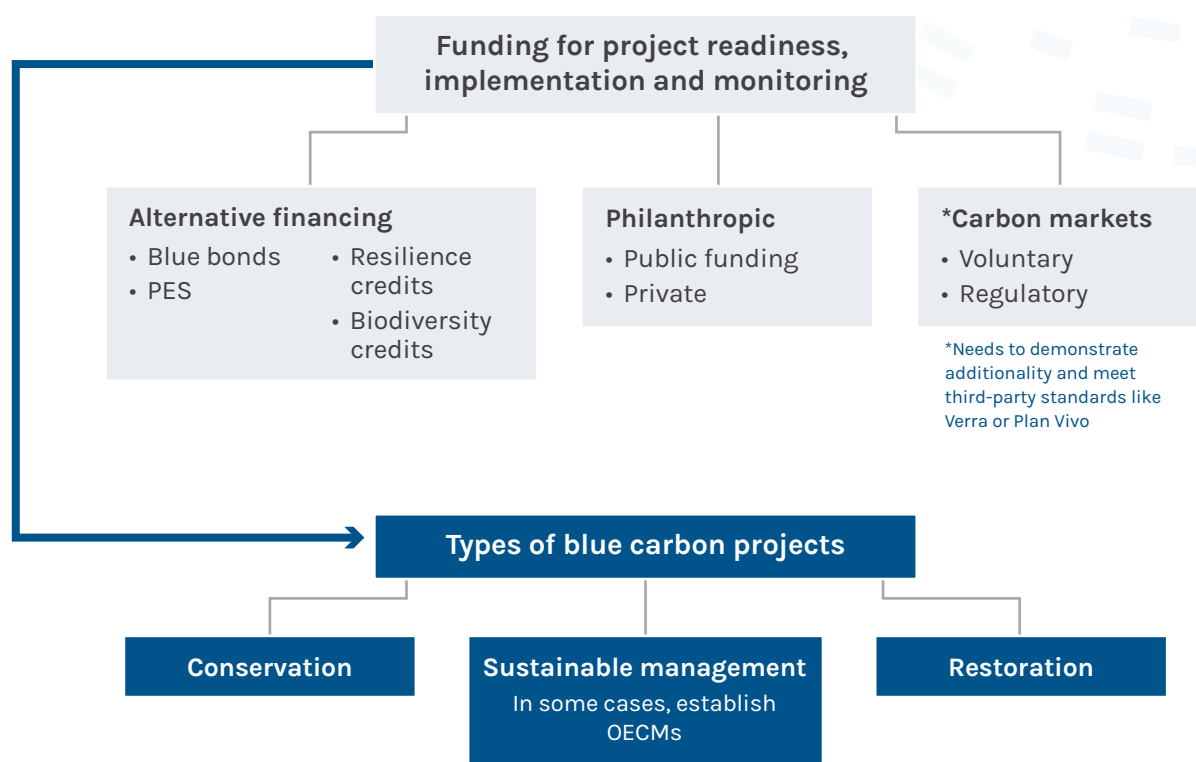 Funding for project readiness,
implementation and monitoring
Alternative financing
• Blue bonds
• PES
• Resilience
credits
• Biodiversity
credits
Philanthropic
• Public funding
• Private
*Carbon markets
• Voluntary
• Regulatory
*Needs to demonstrate
additionality and meet
third-party standards like
Verra or Plan Vivo
Types of blue carbon projects
Conservation
Sustainable management
In some cases, establish
OECMs
Restoration